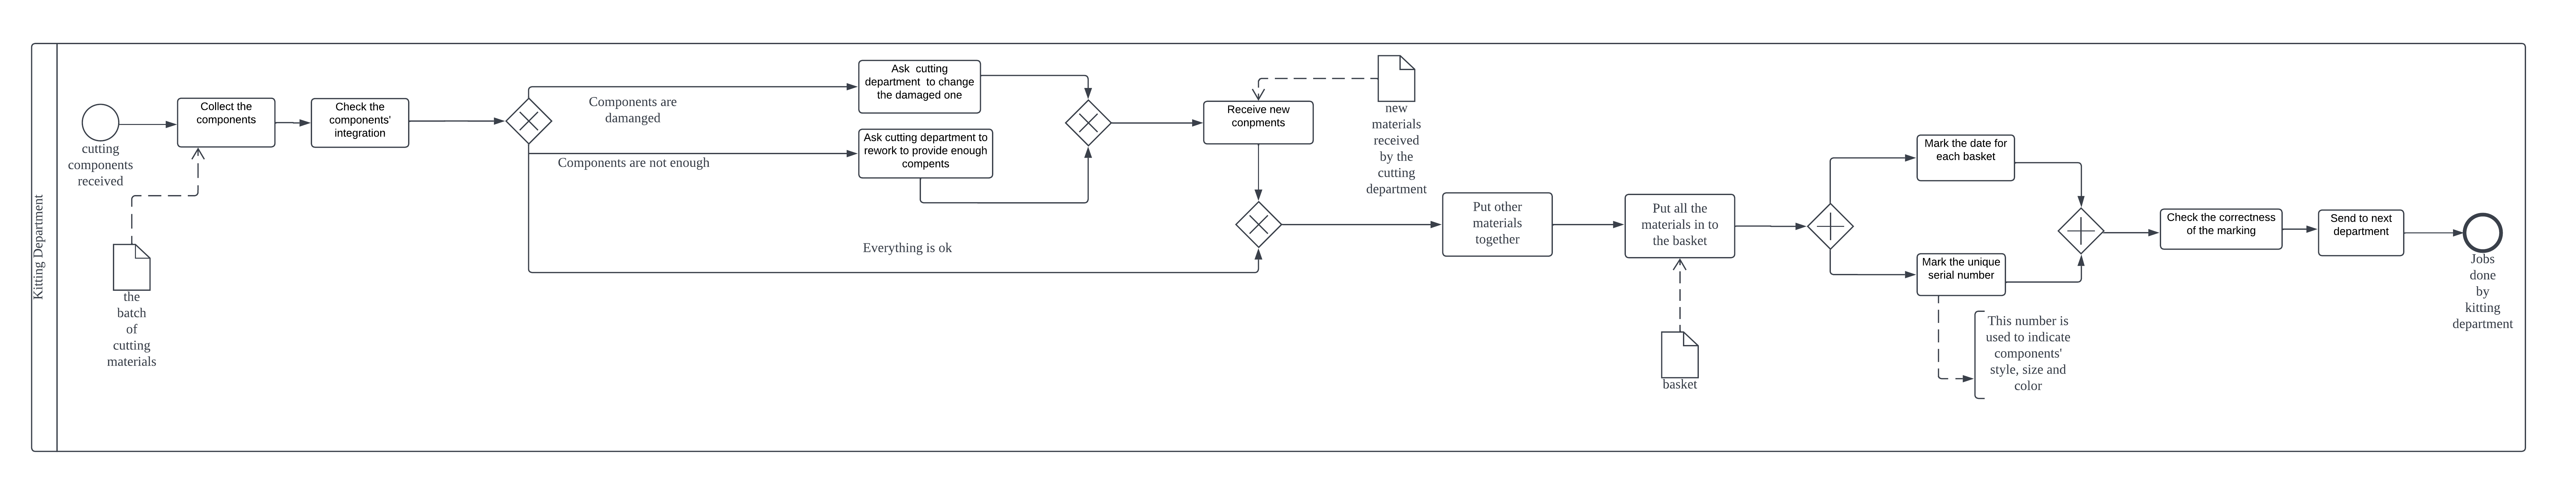 Kitting Department
cutting
components
received
the
batch
of
cutting
materials
Collect the
components
Check the
components'
integration
Components are
damanged
Components are not enough
Everything is ok
Ask  cutting
department  to change
the damaged one
Ask cutting department to
rework to provide enough
compents
Receive new
conpments
new
materials
received
by the
cutting
department
Put other
materials
together
Put all the
materials in to
the basket
basket
Mark the date for
each basket
Mark the unique
serial number
This number is
used to indicate
components'
style, size and
color
Check the correctness
of the marking
Send to next
department
Jobs
done
by
kitting
department